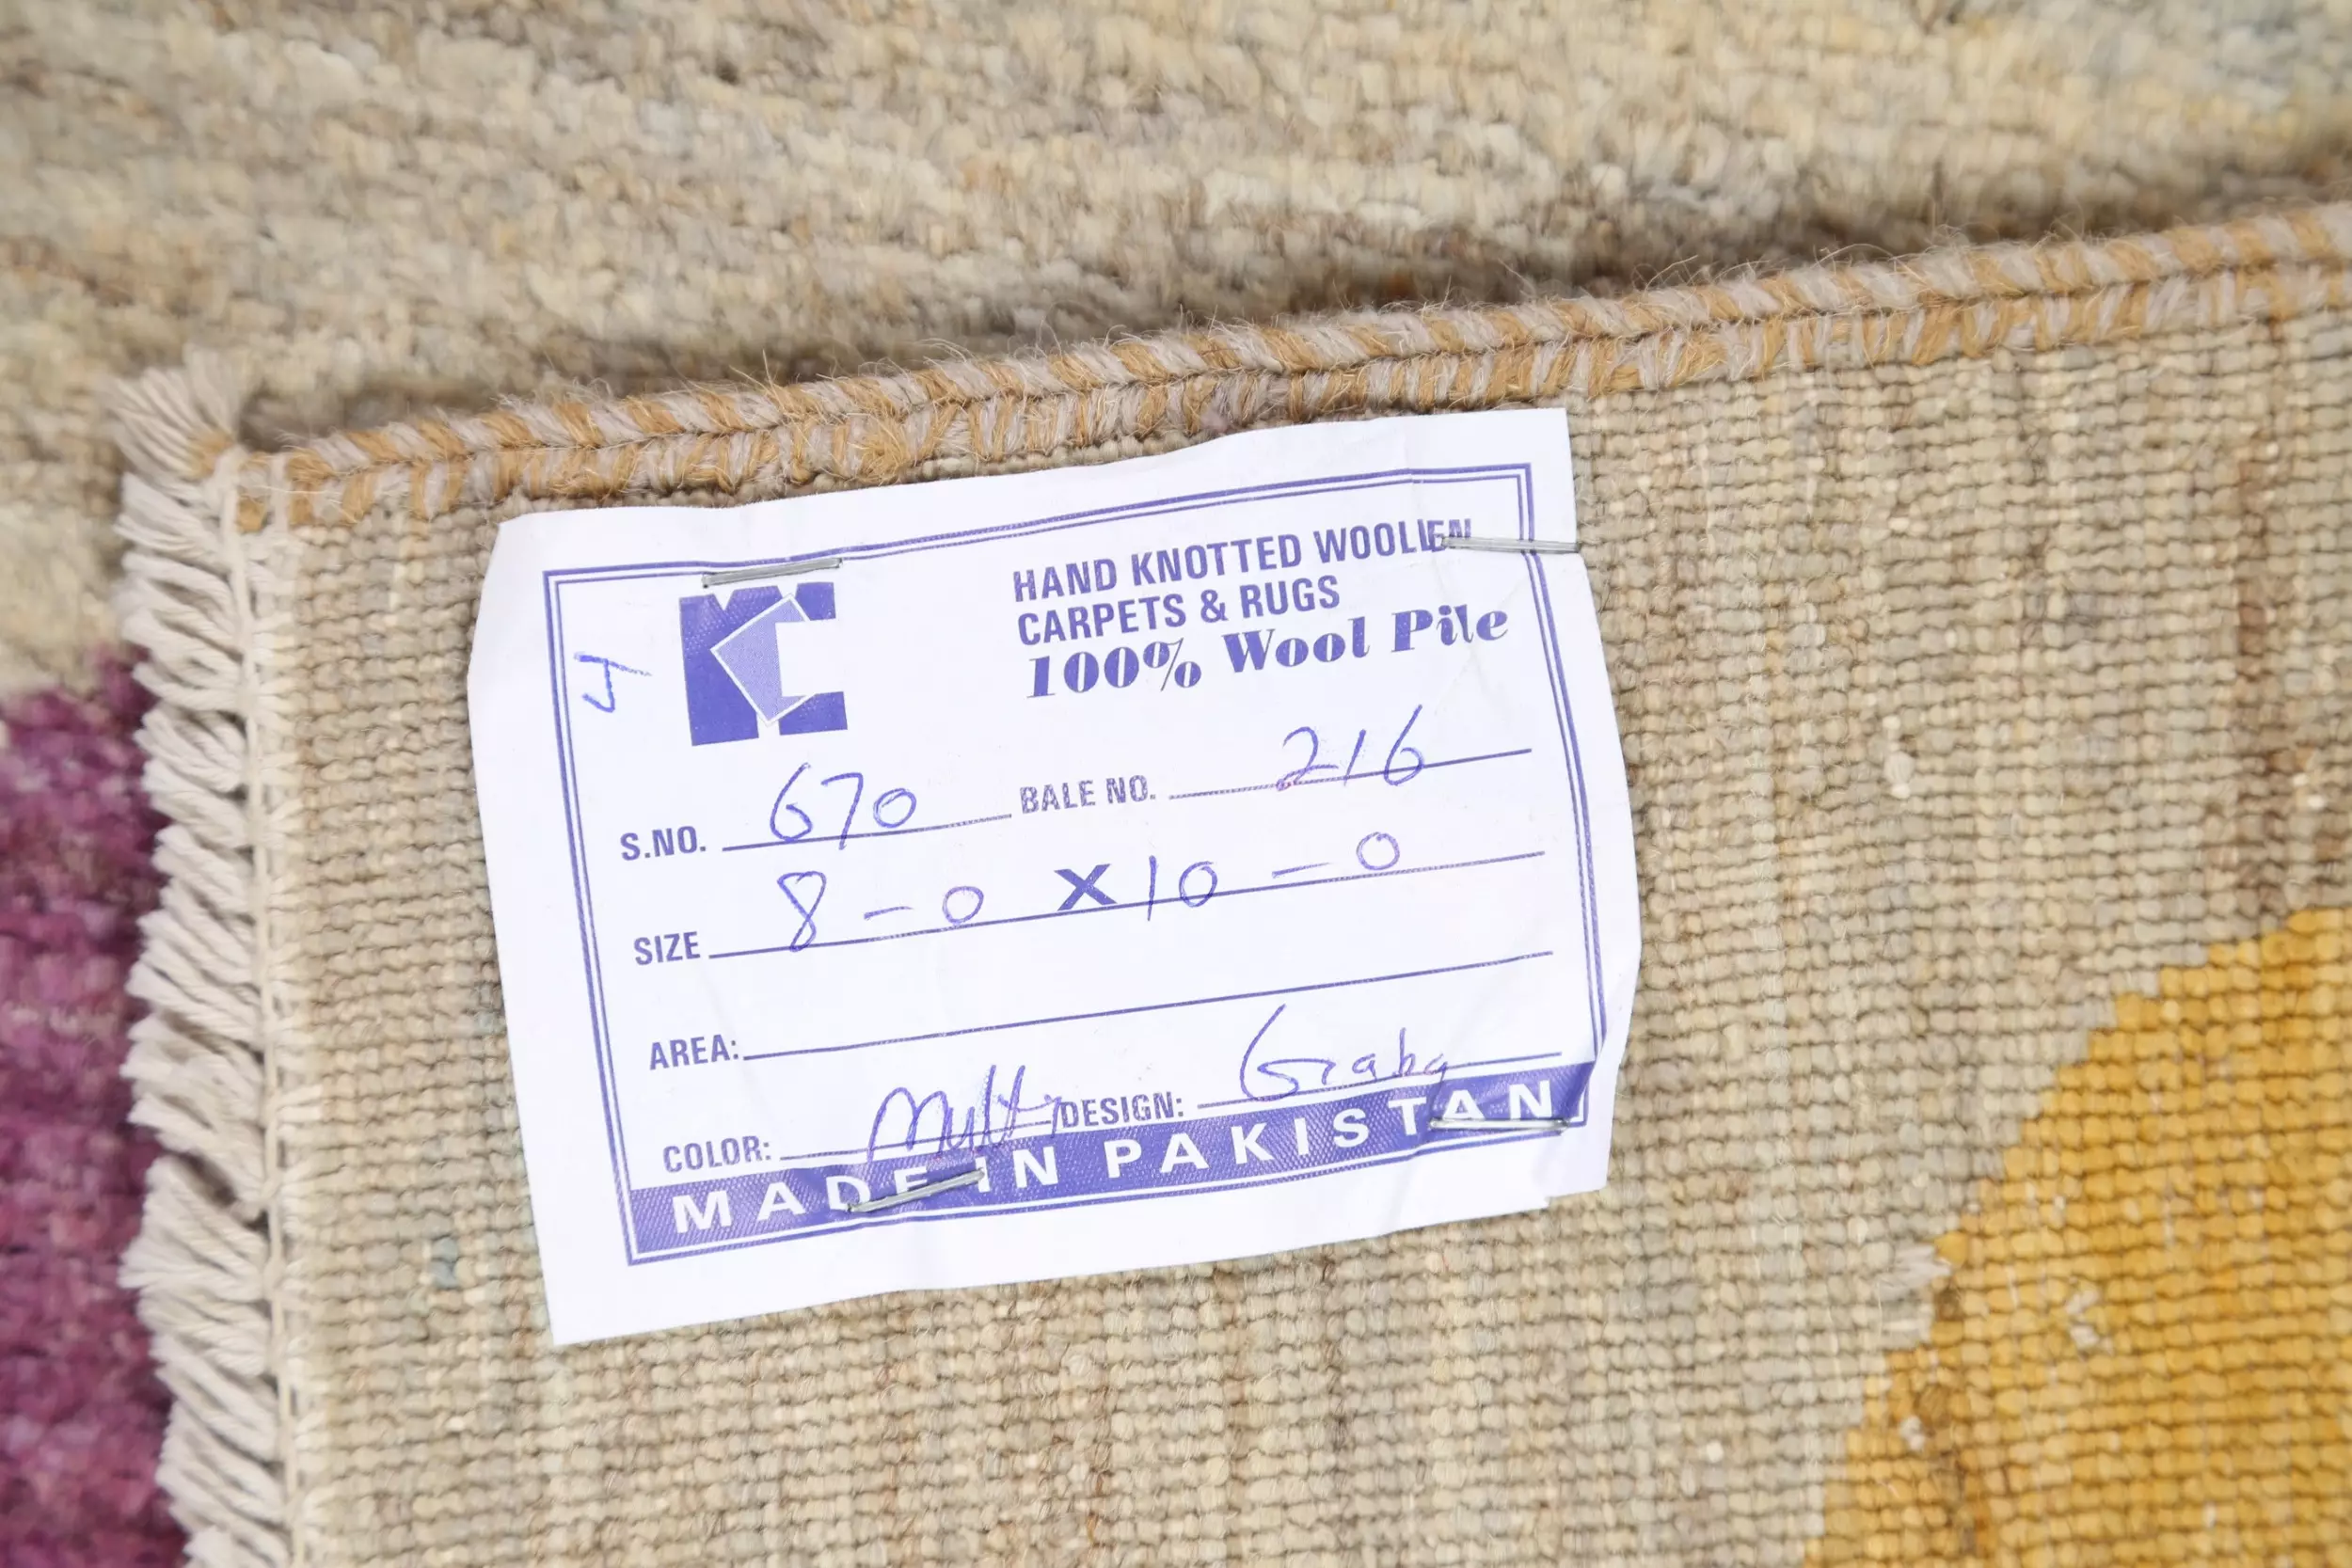 HAND KNOTTED WOOLLEN
CARPETS & RUGS
100% Wool Pile
S.NO. 670 BALE NO. 216
SIZE 8-0 X 10-0
AREA:
COLOR: Multy DESIGN: Graba
MADE IN PAKISTAN